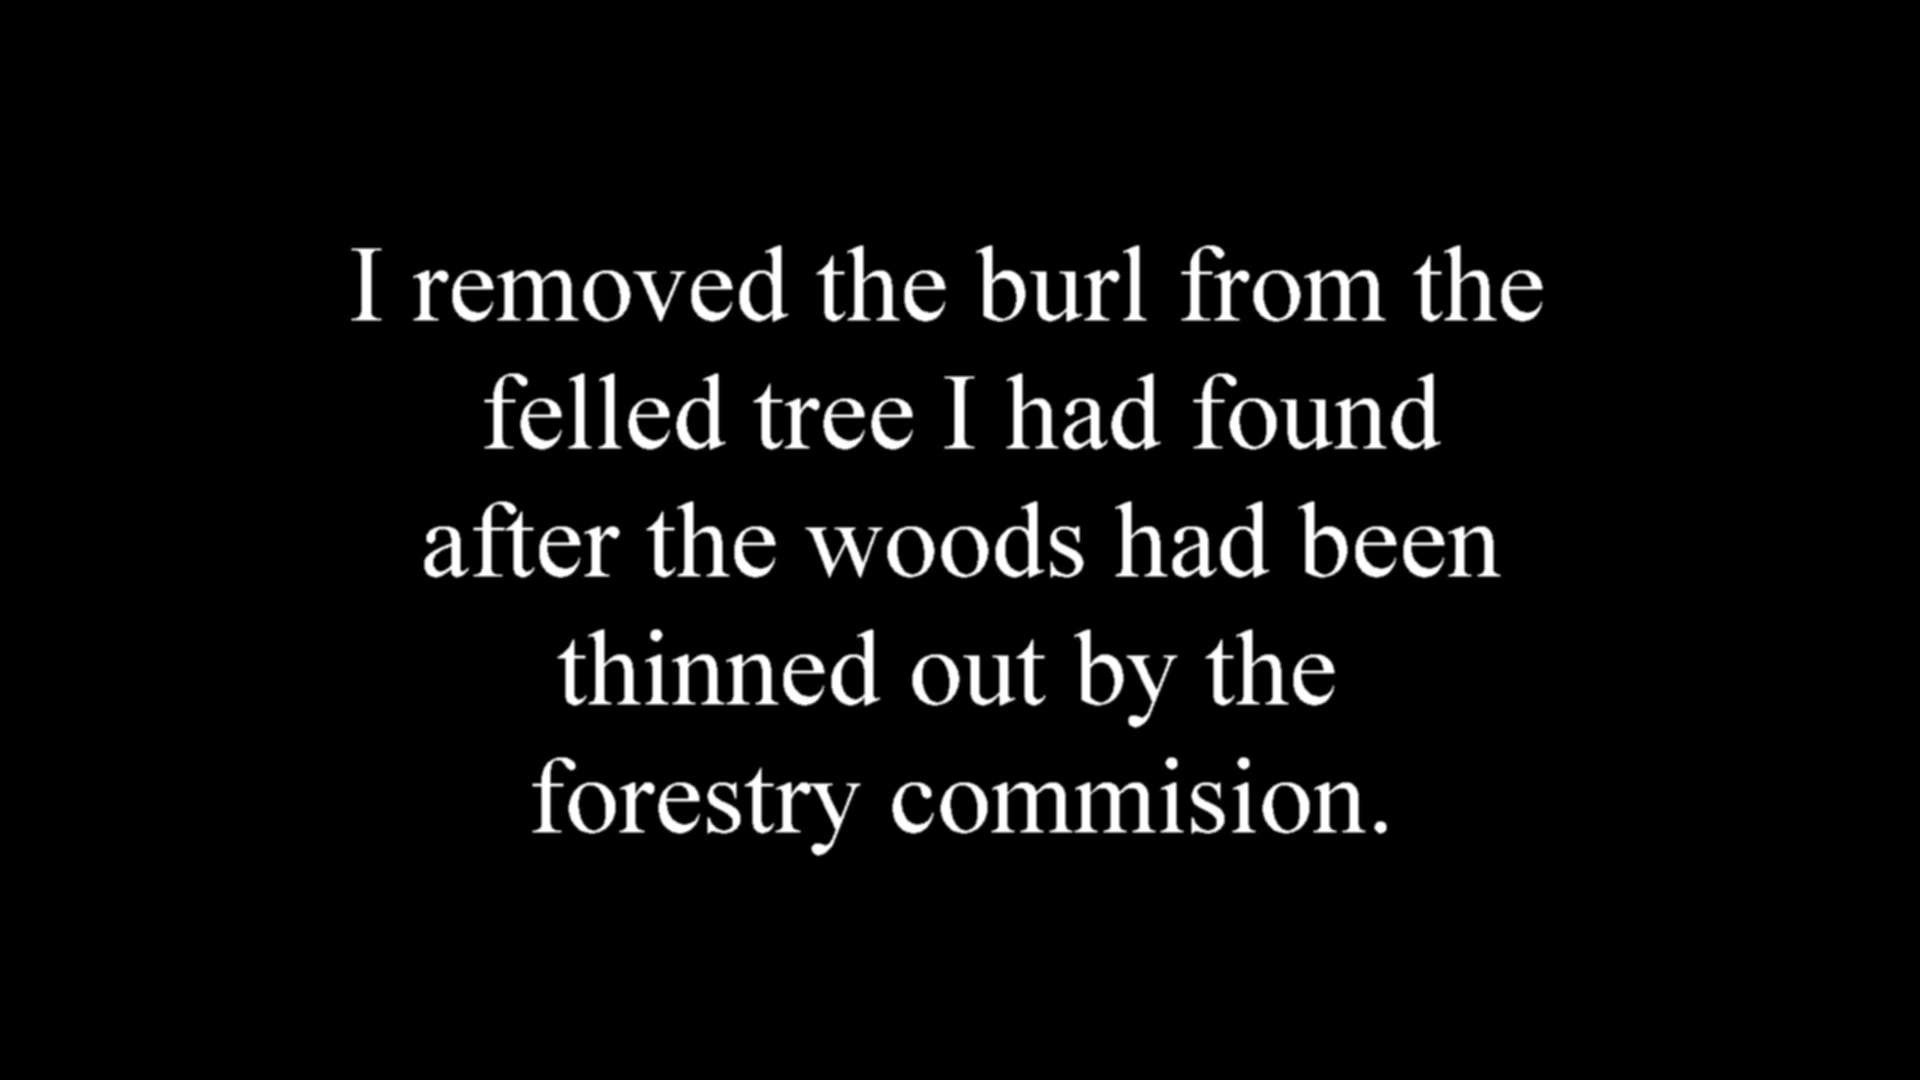 I removed the burl from the
felled tree I had found
after the woods had been
thinned out by the
forestry commision.